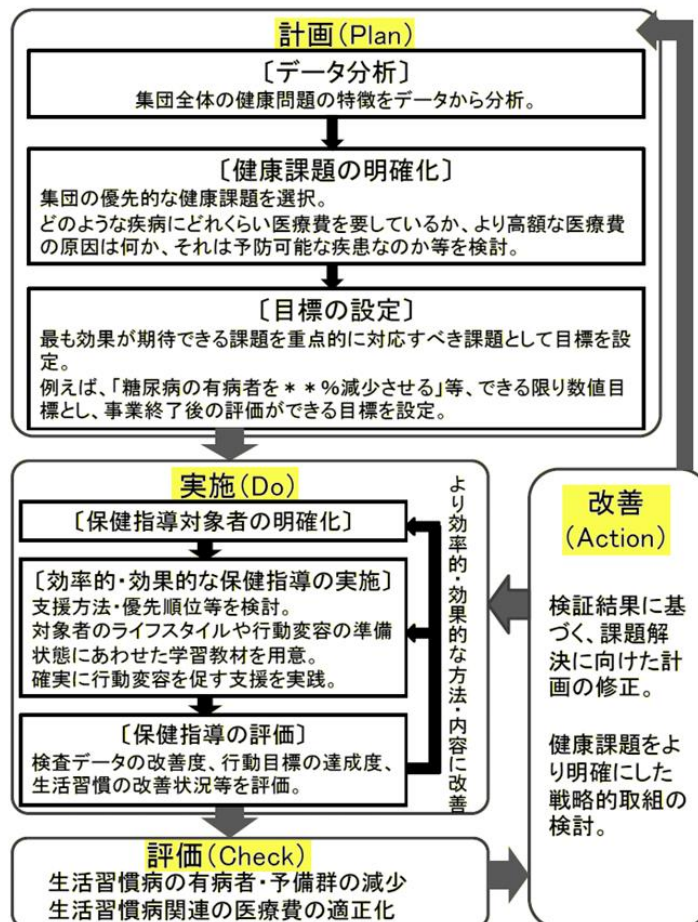 計画(Plan)
〔データ分析〕
集団全体の健康問題の特徴をデータから分析。
〔健康課題の明確化〕
集団の優先的な健康課題を選択。
どのような疾病にどれくらい医療費を要しているか、より高額な医療費
の原因は何か、それは予防可能な疾患なのか等を検討。
〔目標の設定〕
最も効果が期待できる課題を重点的に対応すべき課題として目標を設
定。
例えば、「糖尿病の有病者を＊＊%減少させる」等、できる限り数値目
標とし、事業終了後の評価ができる目標を設定。
実施(Do)
〔保健指導対象者の明確化〕
〔効率的・効果的な保健指導の実施〕
支援方法・優先順位等を検討。
対象者のライフスタイルや行動変容の準備
状態にあわせた学習教材を用意。
確実に行動変容を促す支援を実践。
〔保健指導の評価〕
検査データの改善度、行動目標の達成度、
生活習慣の改善状況等を評価。
より効率的・効果的な方法・内容に改善
評価(Check)
生活習慣病の有病者・予備群の減少
生活習慣病関連の医療費の適正化
改善
(Action)
検証結果に基
づく、課題解
決に向けた計
画の修正。
健康課題をよ
り明確にした
戦略的取組の
検討。